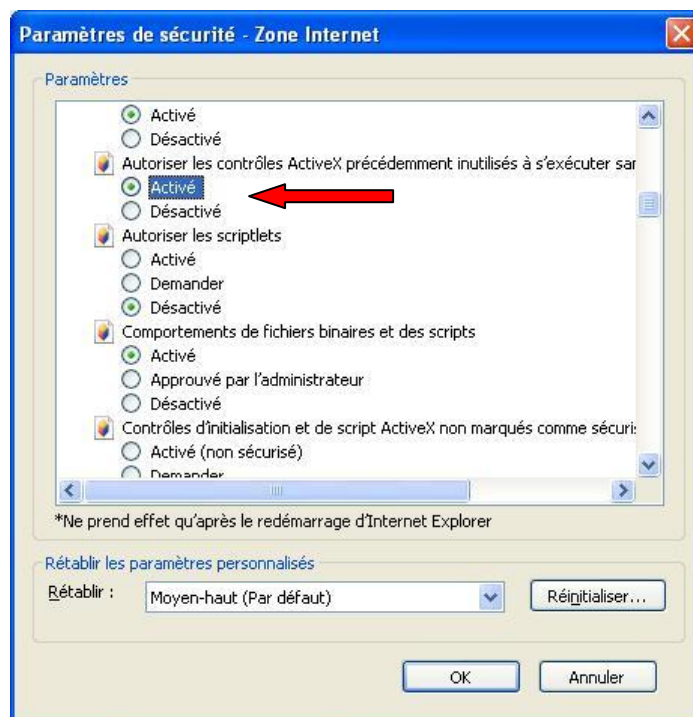 Paramètres de sécurité - Zone Internet
Paramètres
Activé
Désactivé
Autoriser les contrôles ActiveX précédemment inutilisés à s'exécuter san
Activé
Désactivé
Autoriser les scriptlets
Activé
Demander
Désactivé
Comportements de fichiers binaires et des scripts
Activé
Approuvé par l'administrateur
Désactivé
Contrôles d'initialisation et de script ActiveX non marqués comme sécuris
Activé (non sécurisé)
Demander
*Ne prend effet qu'après le redémarrage d'Internet Explorer
Rétablir les paramètres personnalisés
Rétablir : Moyen-haut (Par défaut) Réinitialiser...
OK Annuler